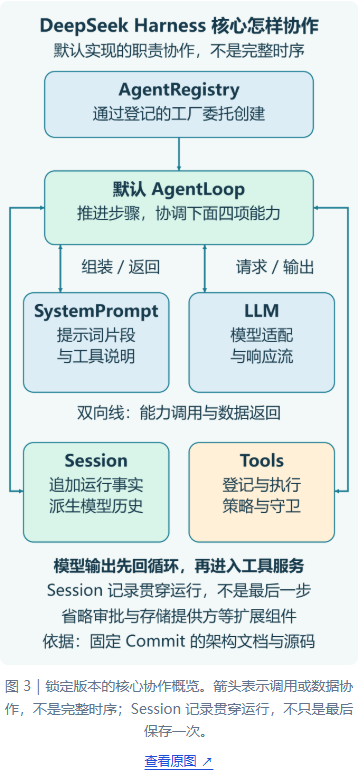 DeepSeek Harness 核心怎样协作
默认实现的职责协作，不是完整时序
AgentRegistry
通过登记的工厂委托创建
默认 AgentLoop
推进步骤，协调下面四项能力
组装 / 返回
请求 / 输出
SystemPrompt
提示词片段
与工具说明
LLM
模型适配
与响应流
双向线：能力调用与数据返回
Session
追加运行事实
派生模型历史
Tools
登记与执行
策略与守卫
模型输出先回循环，再进入工具服务
Session 记录贯穿运行，不是最后一步
省略审批与存储提供方等扩展组件
依据：固定 Commit 的架构文档与源码
图 3｜锁定版本的核心协作概览。箭头表示调用或数据协
作，不是完整时序；Session 记录贯穿运行，不只是最后
保存一次。
查看原图 ↗